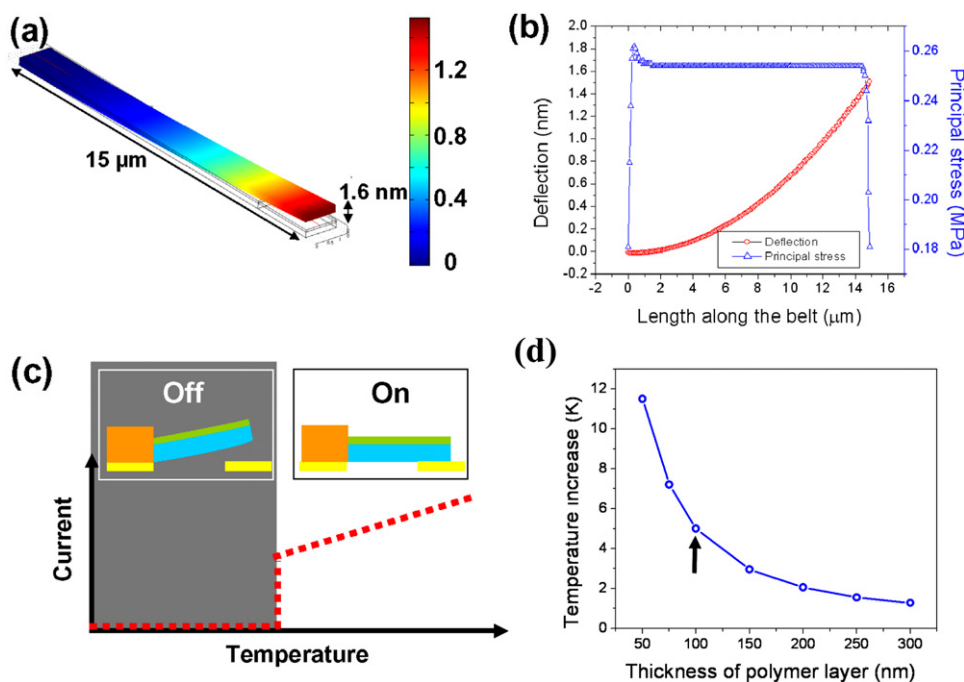 (a)
1.2
0.8
0.4
0
15 µm
1.6 nm
(b)
2.0
1.8
1.6
1.4
1.2
1.0
0.8
0.6
0.4
0.2
0.0
-0.2
Deflection (nm)
0.26
0.24
0.22
0.20
0.18
Principal stress (MPa)
Deflection
Principal stress
-2 0 2 4 6 8 10 12 14 16
Length along the belt (µm)
(c)
Off
On
Current
Temperature
(d)
12
10
8
6
4
2
0
Temperature increase (K)
50 100 150 200 250 300
Thickness of polymer layer (nm)